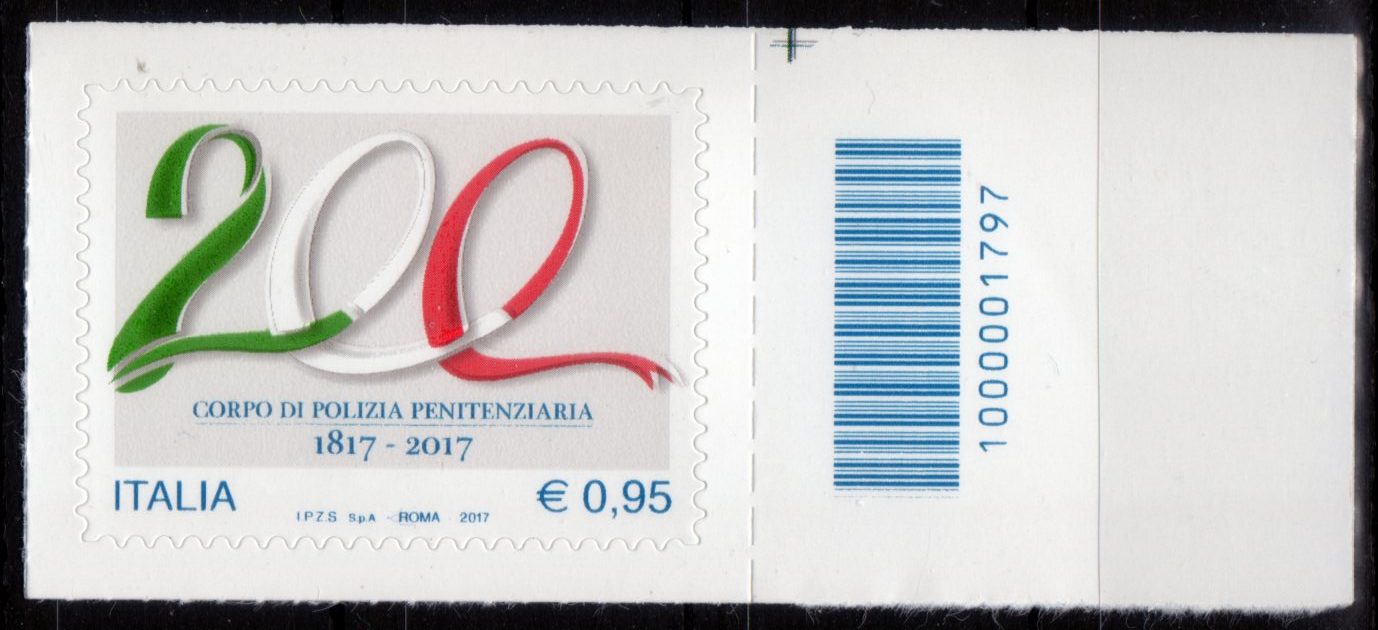 200
CORPO DI POLIZIA PENITENZIARIA
1817 - 2017
ITALIA
I.P.Z.S. S.p.A. - ROMA - 2017
€ 0,95
1000001797